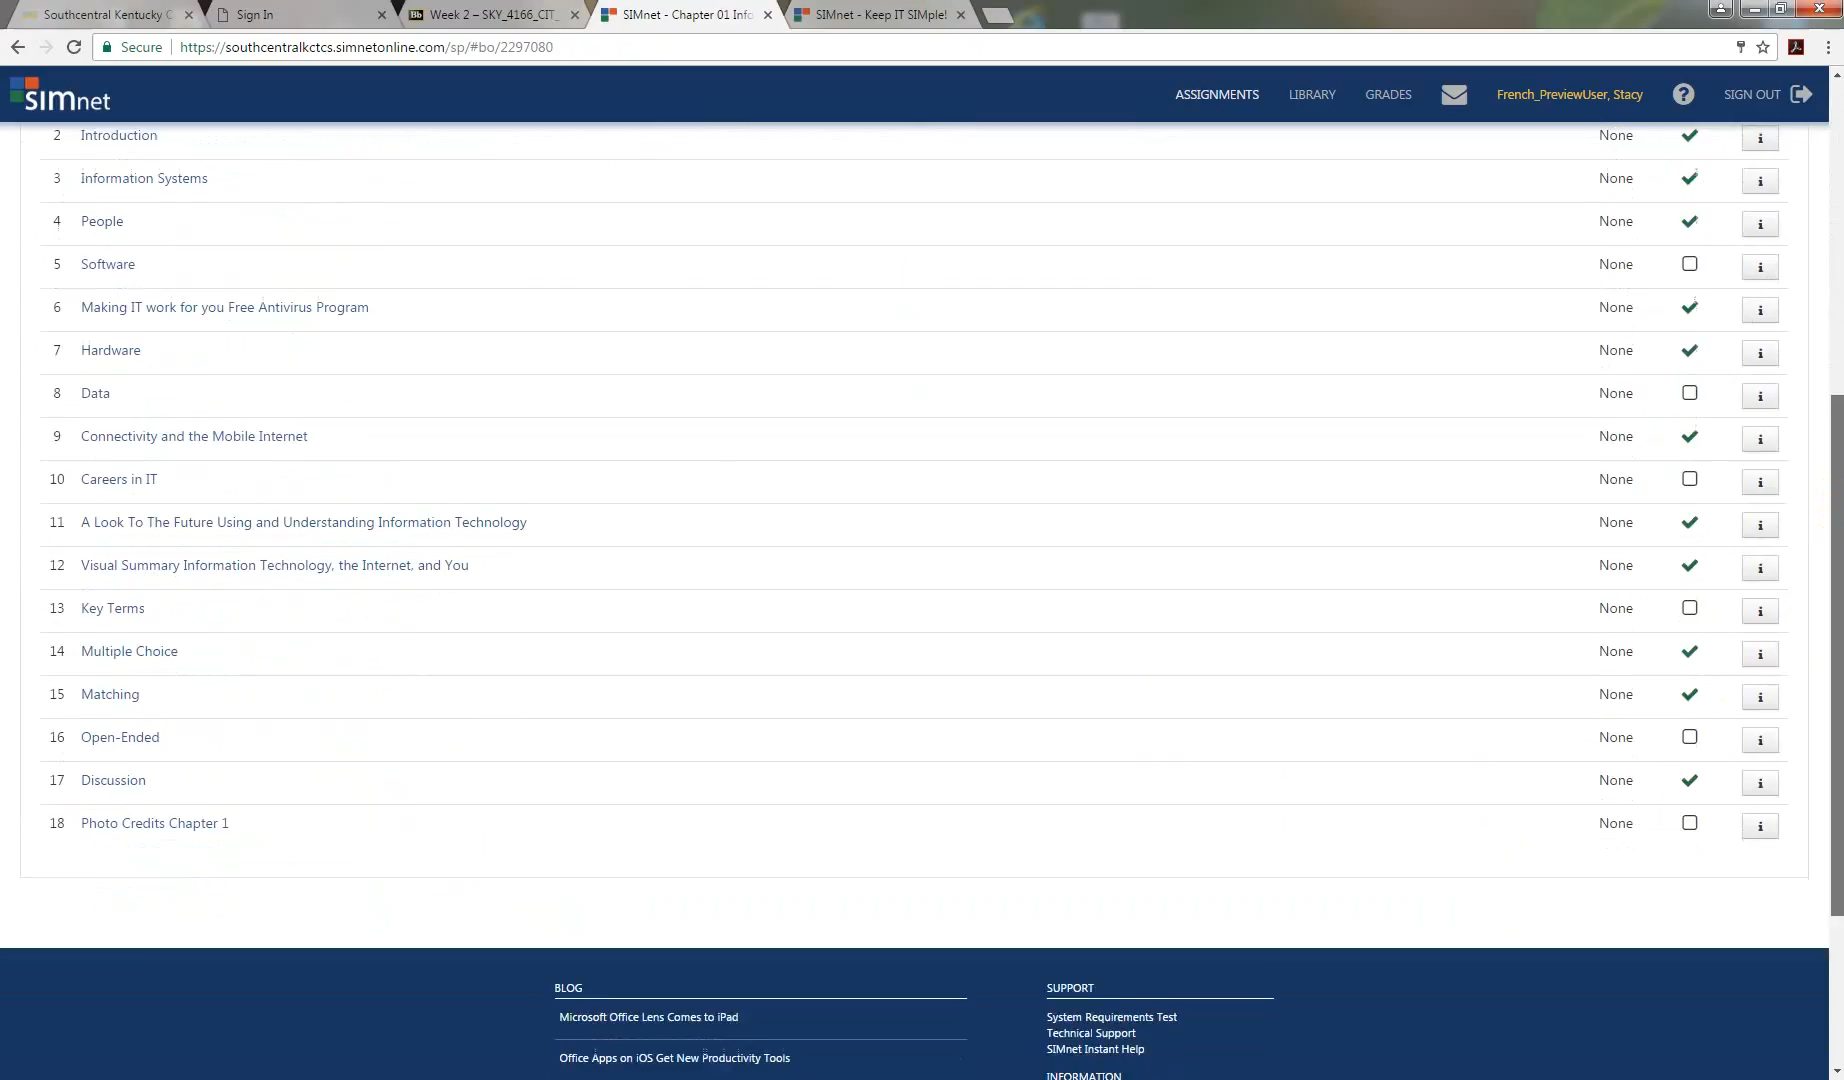 Southcentral Kentucky C
Sign In
Bb Week 2 – SKY_4166_CIT_
SIMnet - Chapter 01 Info
SIMnet - Keep IT SIMple!
Secure https://southcentralkctcs.simnetonline.com/sp/#bo/2297080
SIMnet
ASSIGNMENTS LIBRARY GRADES French_PreviewUser, Stacy ? SIGN OUT
2 Introduction None i
3 Information Systems None i
4 People None i
5 Software None i
6 Making IT work for you Free Antivirus Program None i
7 Hardware None i
8 Data None i
9 Connectivity and the Mobile Internet None i
10 Careers in IT None i
11 A Look To The Future Using and Understanding Information Technology None i
12 Visual Summary Information Technology, the Internet, and You None i
13 Key Terms None i
14 Multiple Choice None i
15 Matching None i
16 Open-Ended None i
17 Discussion None i
18 Photo Credits Chapter 1 None i
BLOG
Microsoft Office Lens Comes to iPad
Office Apps on iOS Get New Productivity Tools
SUPPORT
System Requirements Test
Technical Support
SIMnet Instant Help
INFORMATION